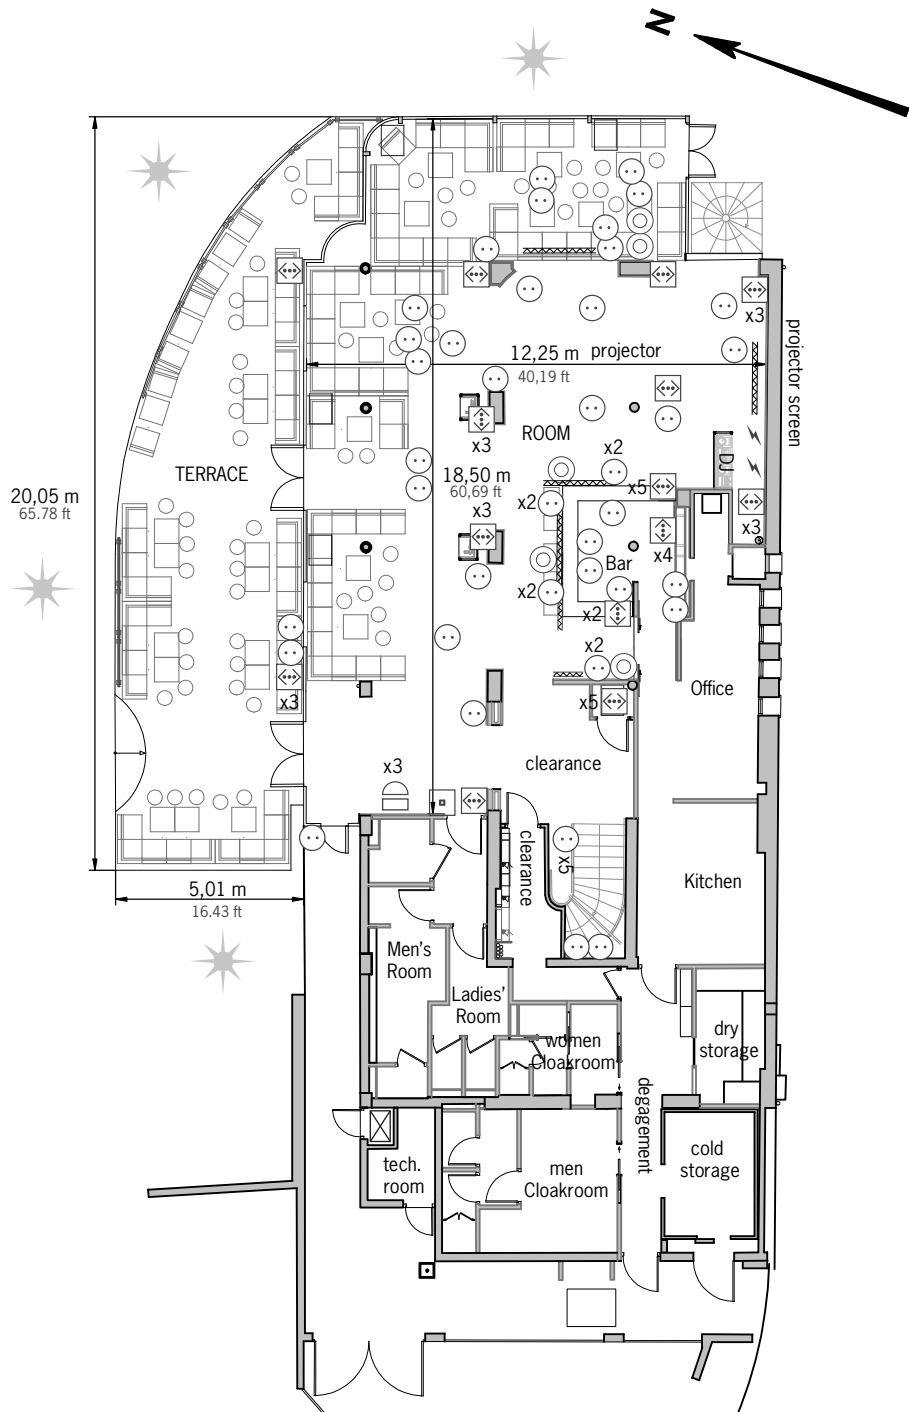 N
x3
12,25 m
projector
40,19 ft
projector screen
x3
ROOM
DJ
TERRACE
18,50 m
60,69 ft
x2
x5
20,05 m
65.78 ft
x3
x2
x3
x4
Bar
x2
x2
x2
Office
x3
x5
clearance
x3
clearance
x5
Kitchen
5,01 m
16.43 ft
Men's
Room
Ladies'
Room
women
Cloakroom
dry
storage
degagement
tech.
room
men
Cloakroom
cold
storage